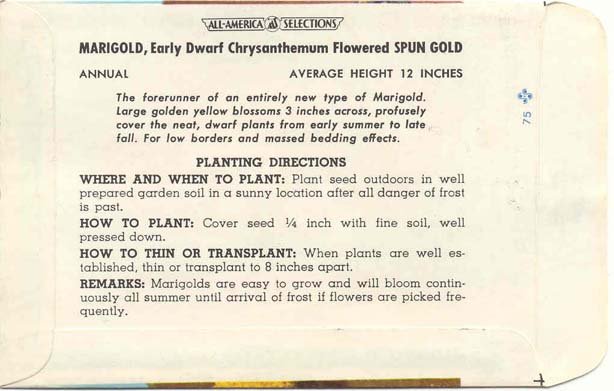 ALL-AMERICA SELECTIONS
MARIGOLD, Early Dwarf Chrysanthemum Flowered SPUN GOLD
ANNUAL AVERAGE HEIGHT 12 INCHES
The forerunner of an entirely new type of Marigold.
Large golden yellow blossoms 3 inches across, profusely
cover the neat, dwarf plants from early summer to late
fall. For low borders and massed bedding effects.
PLANTING DIRECTIONS
WHERE AND WHEN TO PLANT: Plant seed outdoors in well
prepared garden soil in a sunny location after all danger of frost
is past.
HOW TO PLANT: Cover seed ¼ inch with fine soil, well
pressed down.
HOW TO THIN OR TRANSPLANT: When plants are well es-
tablished, thin or transplant to 8 inches apart.
REMARKS: Marigolds are easy to grow and will bloom contin-
uously all summer until arrival of frost if flowers are picked fre-
quently.
75